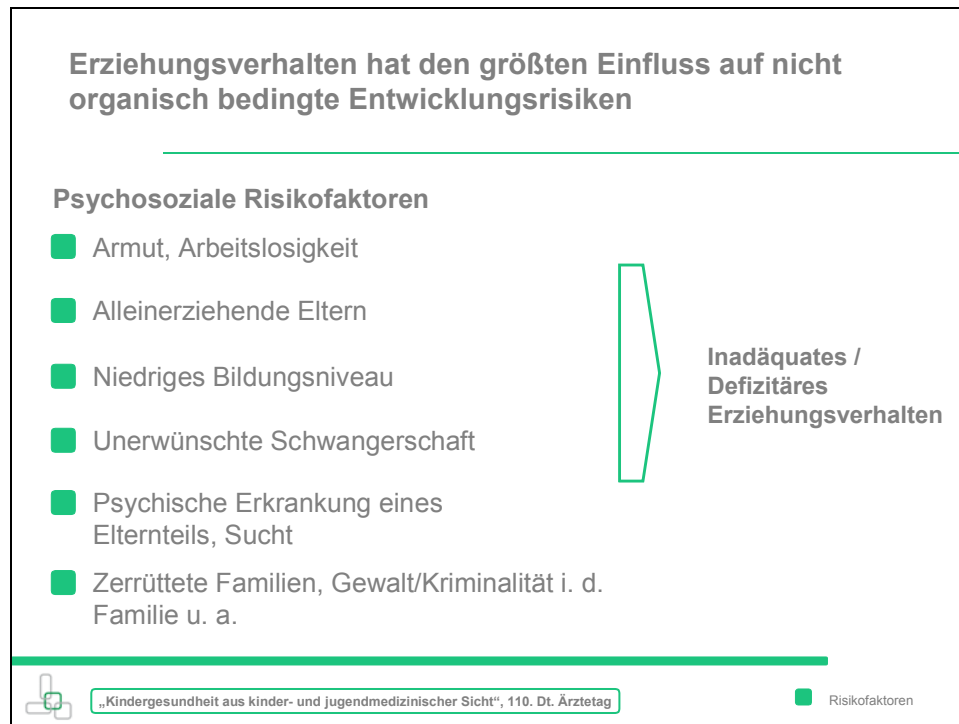 Erziehungsverhalten hat den größten Einfluss auf nicht
organisch bedingte Entwicklungsrisiken
Psychosoziale Risikofaktoren
Armut, Arbeitslosigkeit
Alleinerziehende Eltern
Niedriges Bildungsniveau
Unerwünschte Schwangerschaft
Psychische Erkrankung eines
Elternteils, Sucht
Zerrüttete Familien, Gewalt/Kriminalität i. d.
Familie u. a.
Inadäquates /
Defizitäres
Erziehungsverhalten
„Kindergesundheit aus kinder- und jugendmedizinischer Sicht“, 110. Dt. Ärztetag
Risikofaktoren